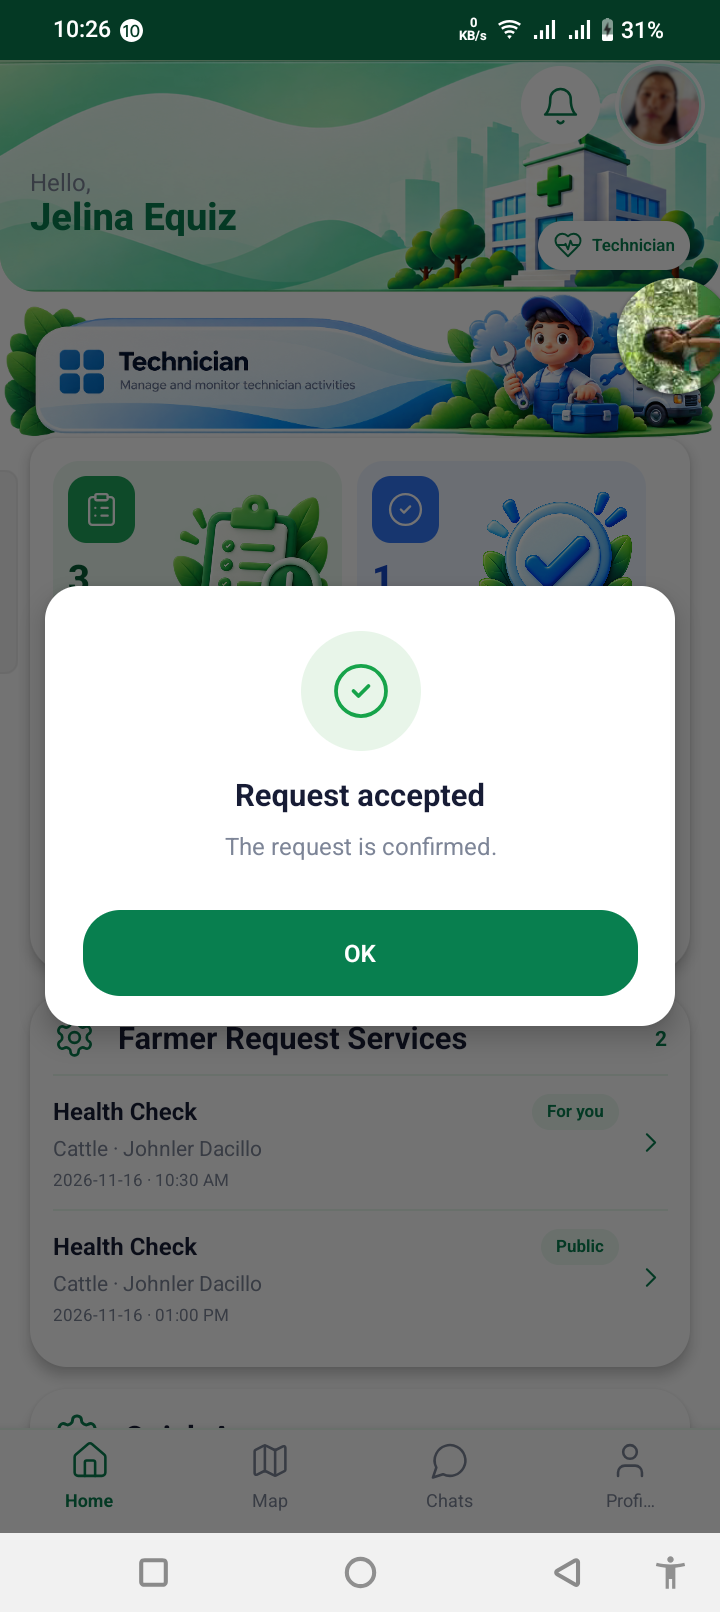 10:26
10
0
KB/s
31%
Hello,
Jelina Equiz
Technician
Technician
Manage and monitor technician activities
3
1
Request accepted
The request is confirmed.
OK
Farmer Request Services
2
Health Check
For you
Cattle · Johnler Dacillo
2026-11-16 · 10:30 AM
Health Check
Public
Cattle · Johnler Dacillo
2026-11-16 · 01:00 PM
Home
Map
Chats
Profi...